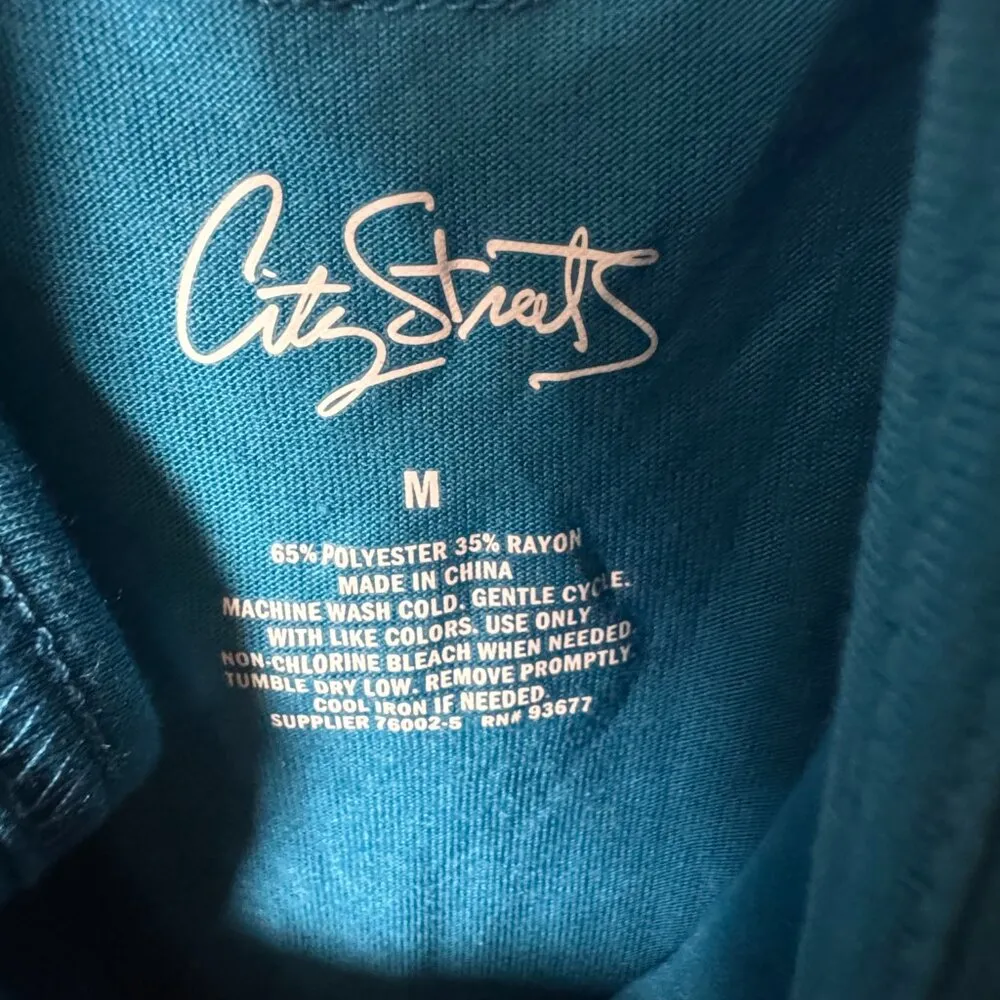 City Streets
M
65% POLYESTER 35% RAYON
MADE IN CHINA
MACHINE WASH COLD. GENTLE CYCLE.
WITH LIKE COLORS. USE ONLY
NON-CHLORINE BLEACH WHEN NEEDED.
TUMBLE DRY LOW. REMOVE PROMPTLY.
COOL IRON IF NEEDED.
SUPPLIER 76002-5 RN# 93677